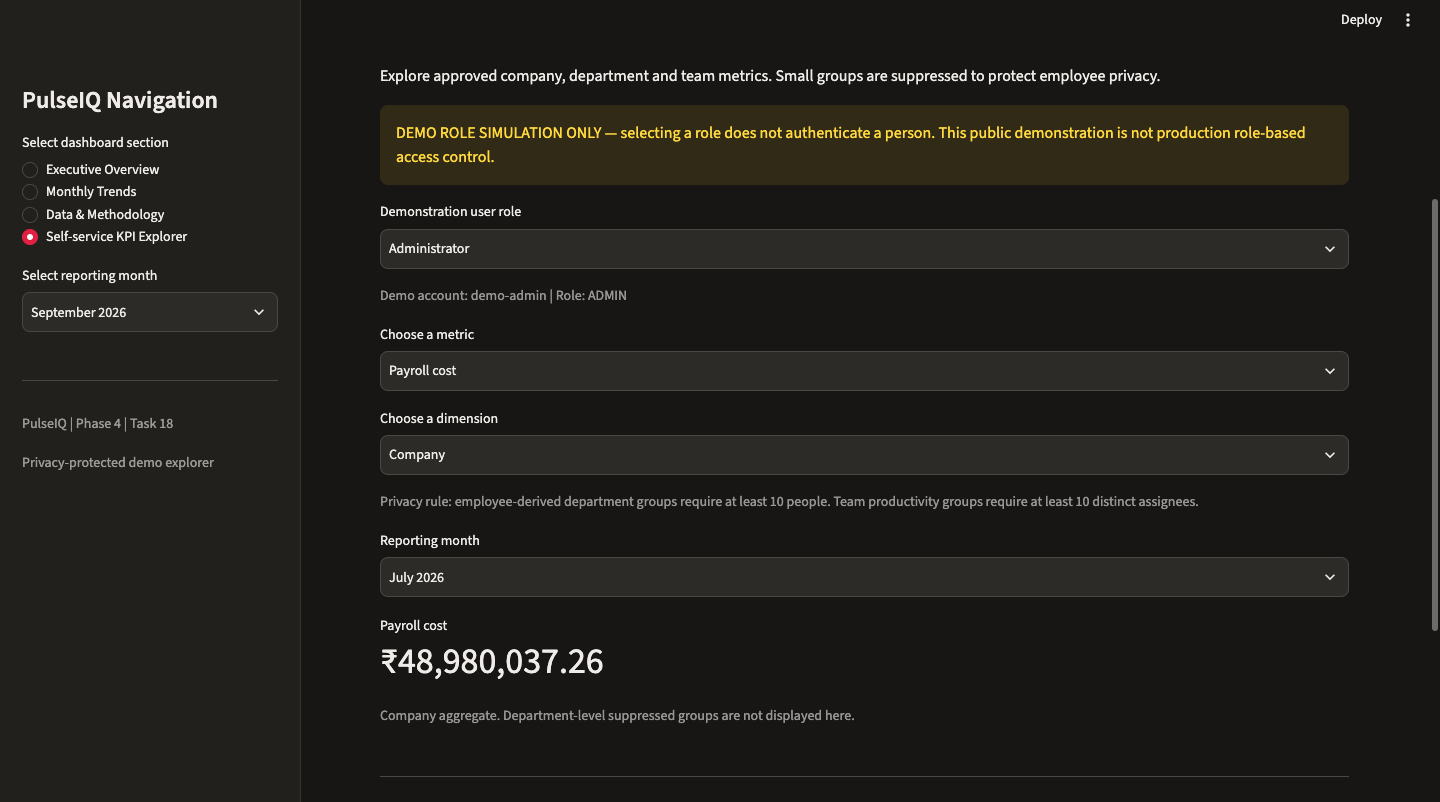 Deploy
PulseIQ Navigation
Select dashboard section
Executive Overview
Monthly Trends
Data & Methodology
Self-service KPI Explorer
Select reporting month
September 2026
PulseIQ | Phase 4 | Task 18
Privacy-protected demo explorer
Explore approved company, department and team metrics. Small groups are suppressed to protect employee privacy.
DEMO ROLE SIMULATION ONLY — selecting a role does not authenticate a person. This public demonstration is not production role-based
access control.
Demonstration user role
Administrator
Demo account: demo-admin | Role: ADMIN
Choose a metric
Payroll cost
Choose a dimension
Company
Privacy rule: employee-derived department groups require at least 10 people. Team productivity groups require at least 10 distinct assignees.
Reporting month
July 2026
Payroll cost
₹48,980,037.26
Company aggregate. Department-level suppressed groups are not displayed here.